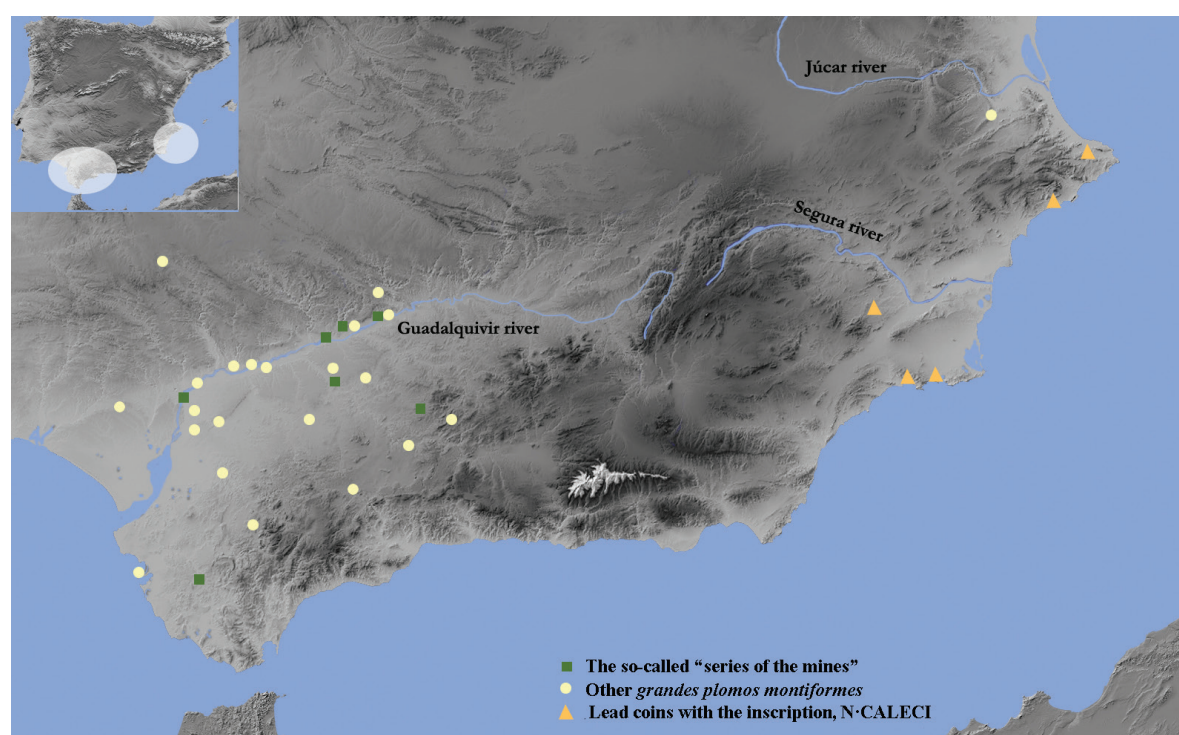 Júcar river
Segura river
Guadalquivir river
The so-called “series of the mines”
Other grandes plomos montiformes
Lead coins with the inscription, N·CALECI